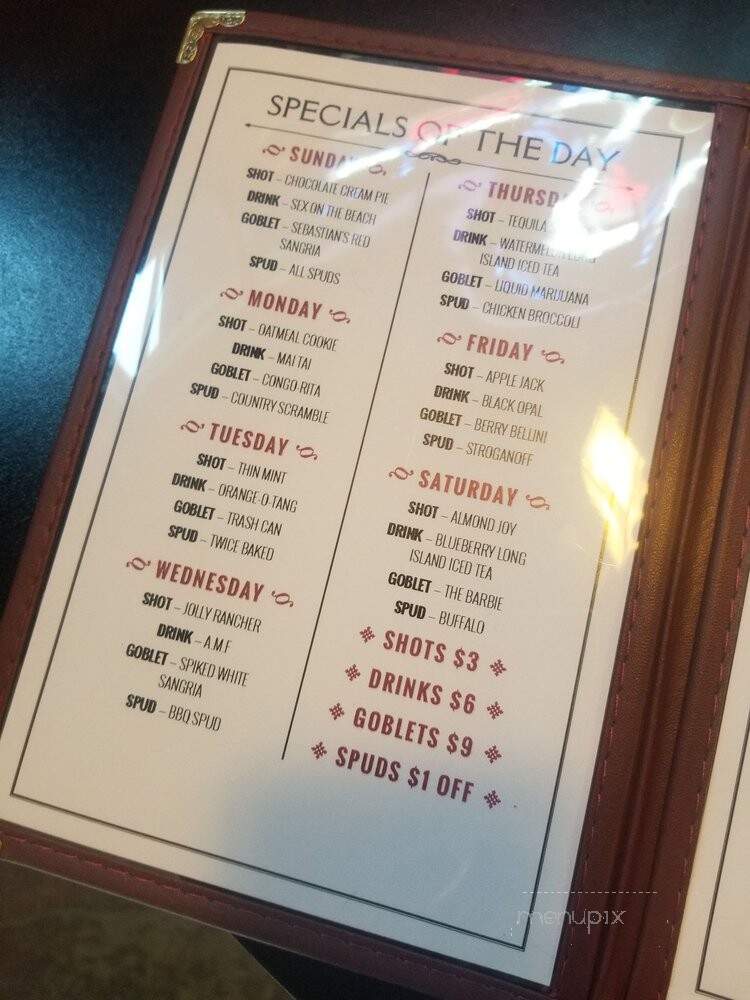 SPECIALS OF THE DAY
SUNDAY
SHOT – CHOCOLATE CREAM PIE
DRINK – SEX ON THE BEACH
GOBLET – SEBASTIAN'S RED
SANGRIA
SPUD – ALL SPUDS
MONDAY
SHOT – OATMEAL COOKIE
DRINK – MAI TAI
GOBLET – CONGO RITA
SPUD – COUNTRY SCRAMBLE
TUESDAY
SHOT – THIN MINT
DRINK – ORANGE-O-TANG
GOBLET – TRASH CAN
SPUD – TWICE BAKED
WEDNESDAY
SHOT – JOLLY RANCHER
DRINK – A.M.F
GOBLET – SPIKED WHITE
SANGRIA
SPUD – BBQ SPUD
THURSDAY
SHOT – TEQUILA
DRINK – WATERMELON LONG
ISLAND ICED TEA
GOBLET – LIQUID MARIJUANA
SPUD – CHICKEN BROCCOLI
FRIDAY
SHOT – APPLE JACK
DRINK – BLACK OPAL
GOBLET – BERRY BELLINI
SPUD – STROGANOFF
SATURDAY
SHOT – ALMOND JOY
DRINK – BLUEBERRY LONG
ISLAND ICED TEA
GOBLET – THE BARBIE
SPUD – BUFFALO
SHOTS $3
DRINKS $6
GOBLETS $9
SPUDS $1 OFF
menupix